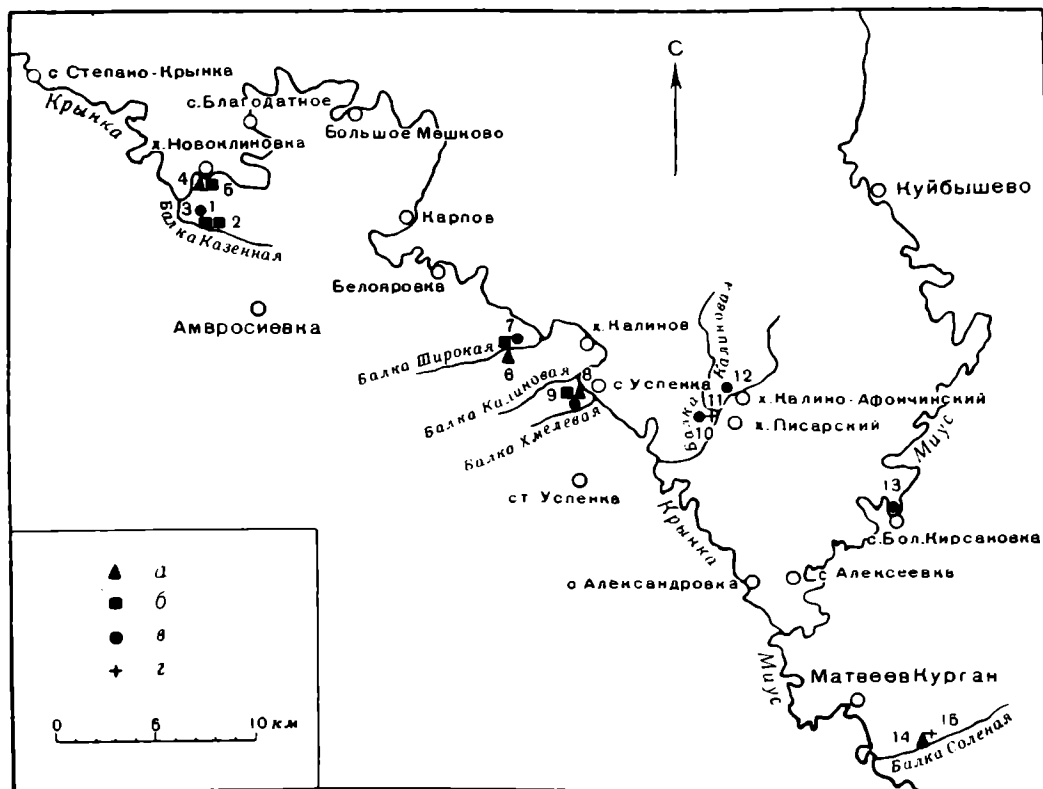 С
с Степано-Крынка
Крынка
с.Благодатное
Большое Мешково
х.Новоклиновка
4
5
3
1
2
Балка Казенная
Карпов
Куйбышево
Белояровка
Амвросиевка
7
Балка Широкая
6
х.Калинов
Балка Калиновая
8
с Успенка
9
Балка Хмелевая
Балка Калиновая
12
11
х.Калино-Афончинский
10
х.Писарский
Миус
ст Успенка
Крынка
13
с.Бол.Кирсановка
с Александровка
с Алексеевкь
Миус
Матвеев Курган
14
15
Балка Соленая
а
б
в
г
0
6
10 км